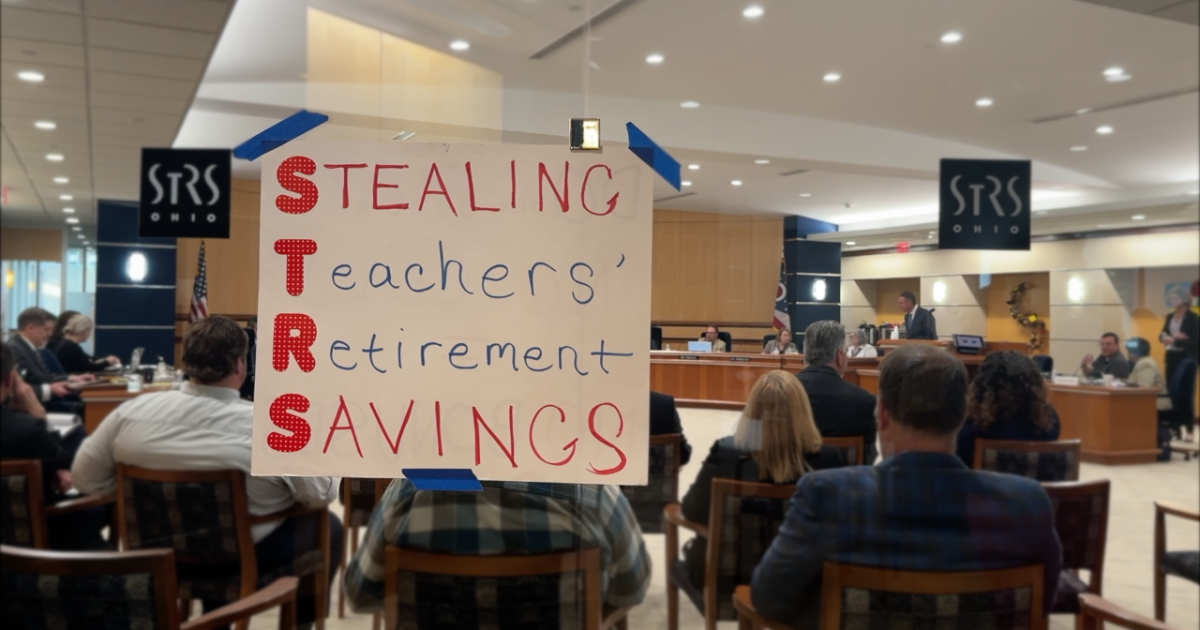 STRS
OHIO
STEALING
Teachers'
Retirement
SAVINGS
STRS
OHIO